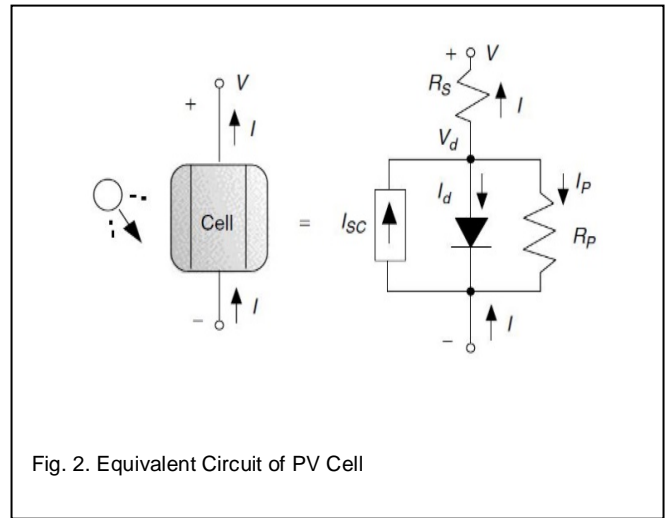 + V
R_S
I
+ V
I
V_d
I_d
I_P
Cell
=
I_SC
R_P
I
– 
I
–
Fig. 2. Equivalent Circuit of PV Cell